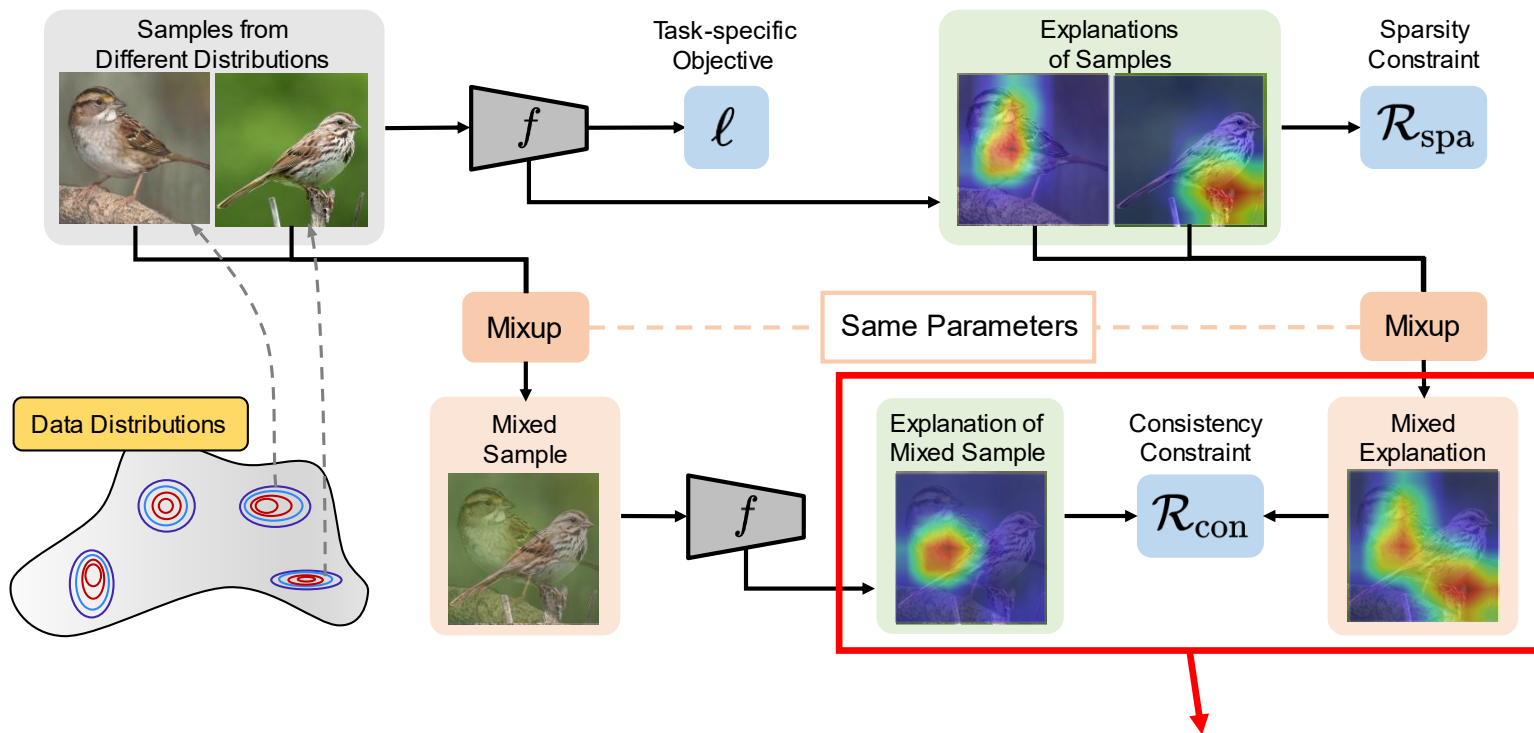 Samples from
Different Distributions
f
Task-specific
Objective
ℓ
Explanations
of Samples
Sparsity
Constraint
ℛspa
Mixup
Same Parameters
Mixup
Data Distributions
Mixed
Sample
f
Explanation of
Mixed Sample
Consistency
Constraint
ℛcon
Mixed
Explanation